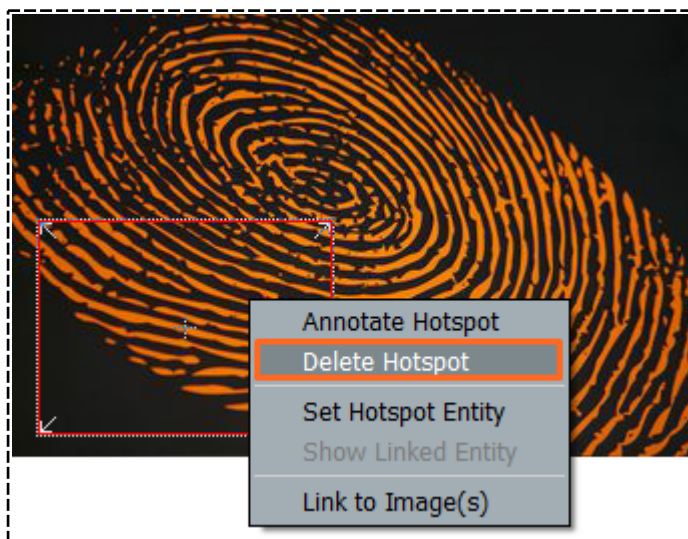 Annotate Hotspot
Delete Hotspot
Set Hotspot Entity
Show Linked Entity
Link to Image(s)